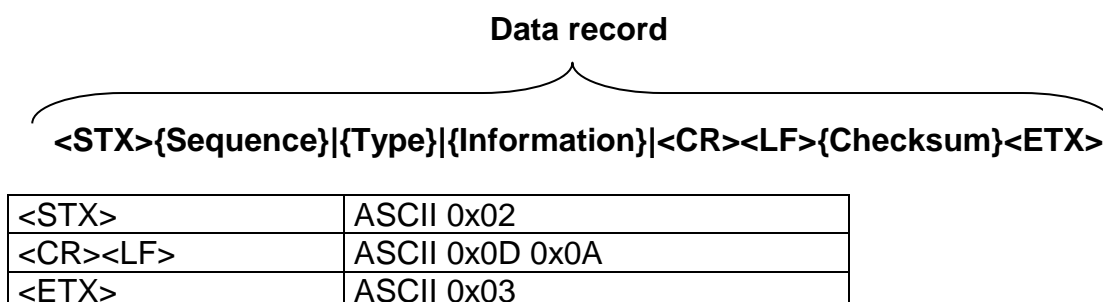 Data record
<STX>{Sequence}|{Type}|{Information}|<CR><LF>{Checksum}<ETX>
<STX> ASCII 0x02
<CR><LF> ASCII 0x0D 0x0A
<ETX> ASCII 0x03